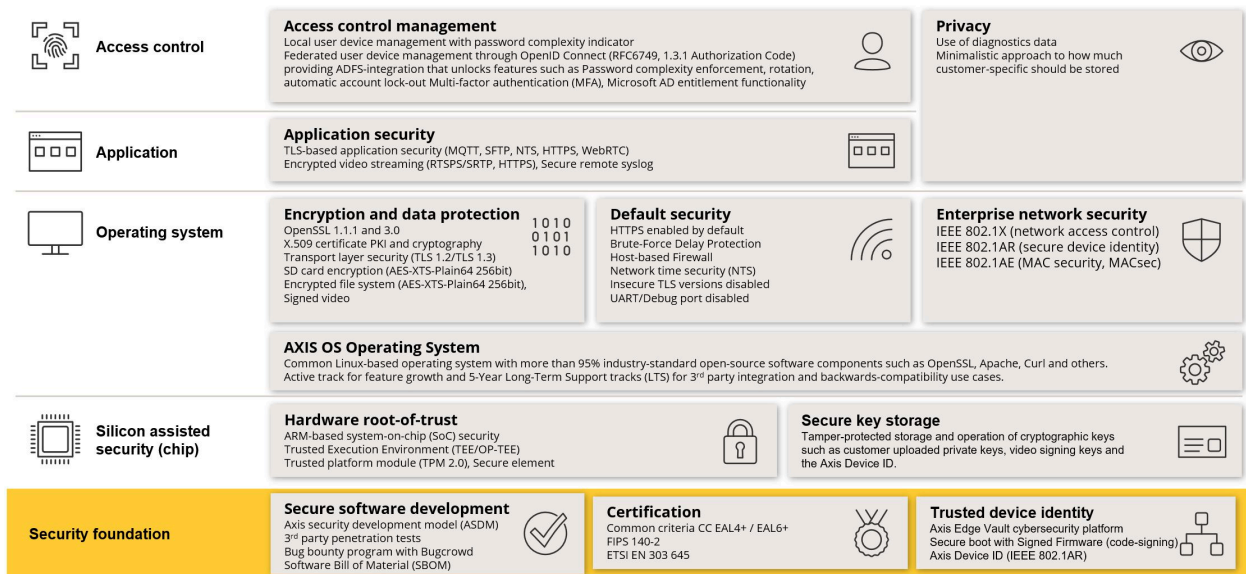 Access control
Access control management
Local user device management with password complexity indicator
Federated user device management through OpenID Connect (RFC6749, 1.3.1 Authorization Code)
providing ADFS-integration that unlocks features such as Password complexity enforcement, rotation,
automatic account lock-out Multi-factor authentication (MFA), Microsoft AD entitlement functionality
Privacy
Use of diagnostics data
Minimalistic approach to how much
customer-specific should be stored
Application
Application security
TLS-based application security (MQTT, SFTP, NTS, HTTPS, WebRTC)
Encrypted video streaming (RTSPS/SRTP, HTTPS), Secure remote syslog
Operating system
Encryption and data protection
OpenSSL 1.1.1 and 3.0
X.509 certificate PKI and cryptography
Transport layer security (TLS 1.2/TLS 1.3)
SD card encryption (AES-XTS-Plain64 256bit)
Encrypted file system (AES-XTS-Plain64 256bit),
Signed video
1010
0101
1010
Default security
HTTPS enabled by default
Brute-Force Delay Protection
Host-based Firewall
Network time security (NTS)
Insecure TLS versions disabled
UART/Debug port disabled
Enterprise network security
IEEE 802.1X (network access control)
IEEE 802.1AR (secure device identity)
IEEE 802.1AE (MAC security, MACsec)
AXIS OS Operating System
Common Linux-based operating system with more than 95% industry-standard open-source software components such as OpenSSL, Apache, Curl and others.
Active track for feature growth and 5-Year Long-Term Support tracks (LTS) for 3rd party integration and backwards-compatibility use cases.
Silicon assisted
security (chip)
Hardware root-of-trust
ARM-based system-on-chip (SoC) security
Trusted Execution Environment (TEE/OP-TEE)
Trusted platform module (TPM 2.0), Secure element
Secure key storage
Tamper-protected storage and operation of cryptographic keys
such as customer uploaded private keys, video signing keys and
the Axis Device ID.
Security foundation
Secure software development
Axis security development model (ASDM)
3rd party penetration tests
Bug bounty program with Bugcrowd
Software Bill of Material (SBOM)
Certification
Common criteria CC EAL4+ / EAL6+
FIPS 140-2
ETSI EN 303 645
Trusted device identity
Axis Edge Vault cybersecurity platform
Secure boot with Signed Firmware (code-signing)
Axis Device ID (IEEE 802.1AR)